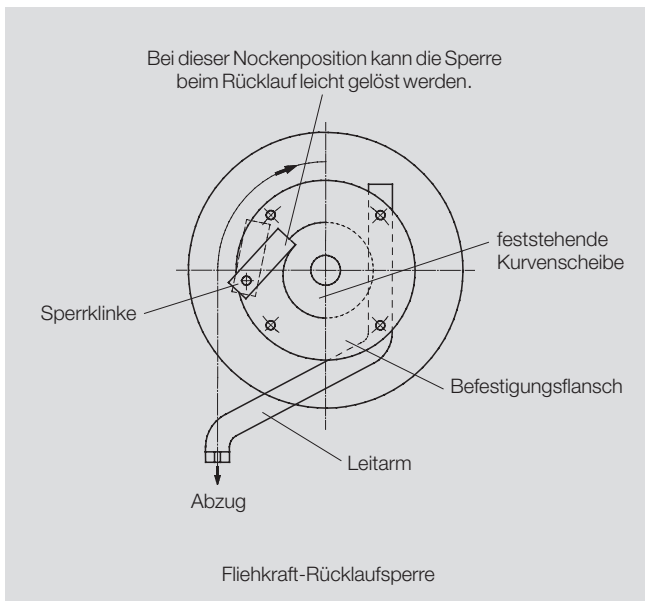 Bei dieser Nockenposition kann die Sperre
beim Rücklauf leicht gelöst werden.
feststehende
Kurvenscheibe
Sperrklinke
Befestigungsflansch
Leitarm
Abzug
Fliehkraft-Rücklaufsperre